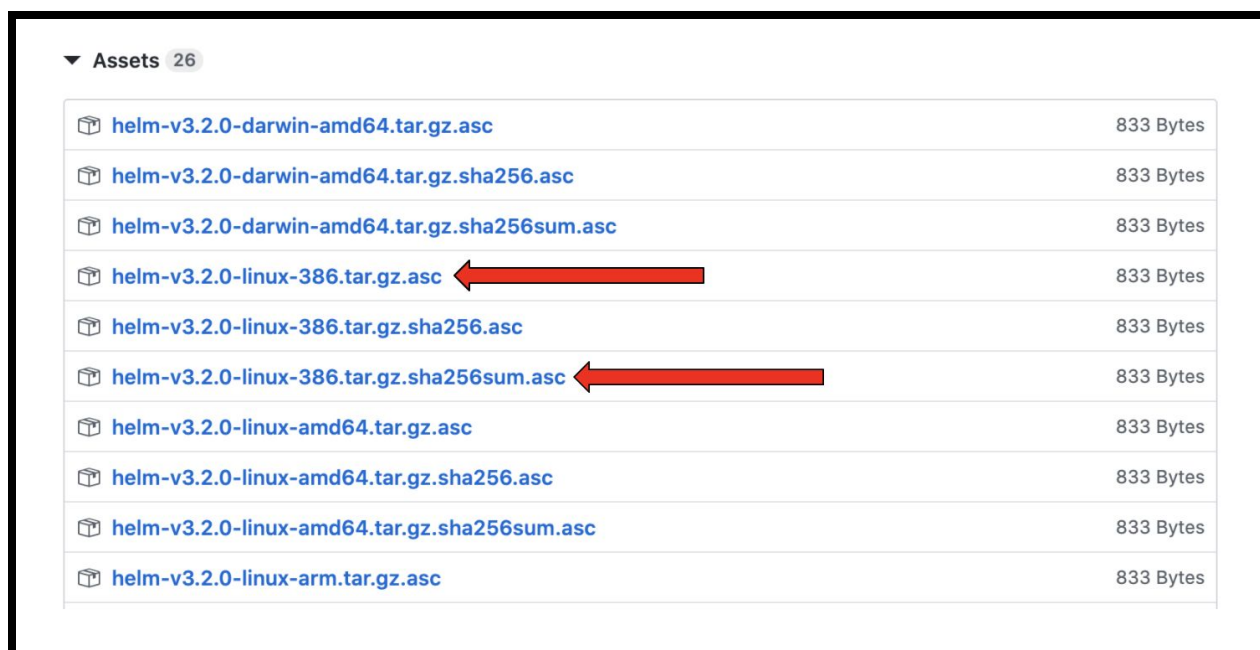 Assets 26
helm-v3.2.0-darwin-amd64.tar.gz.asc 833 Bytes
helm-v3.2.0-darwin-amd64.tar.gz.sha256.asc 833 Bytes
helm-v3.2.0-darwin-amd64.tar.gz.sha256sum.asc 833 Bytes
helm-v3.2.0-linux-386.tar.gz.asc 833 Bytes
helm-v3.2.0-linux-386.tar.gz.sha256.asc 833 Bytes
helm-v3.2.0-linux-386.tar.gz.sha256sum.asc 833 Bytes
helm-v3.2.0-linux-amd64.tar.gz.asc 833 Bytes
helm-v3.2.0-linux-amd64.tar.gz.sha256.asc 833 Bytes
helm-v3.2.0-linux-amd64.tar.gz.sha256sum.asc 833 Bytes
helm-v3.2.0-linux-arm.tar.gz.asc 833 Bytes